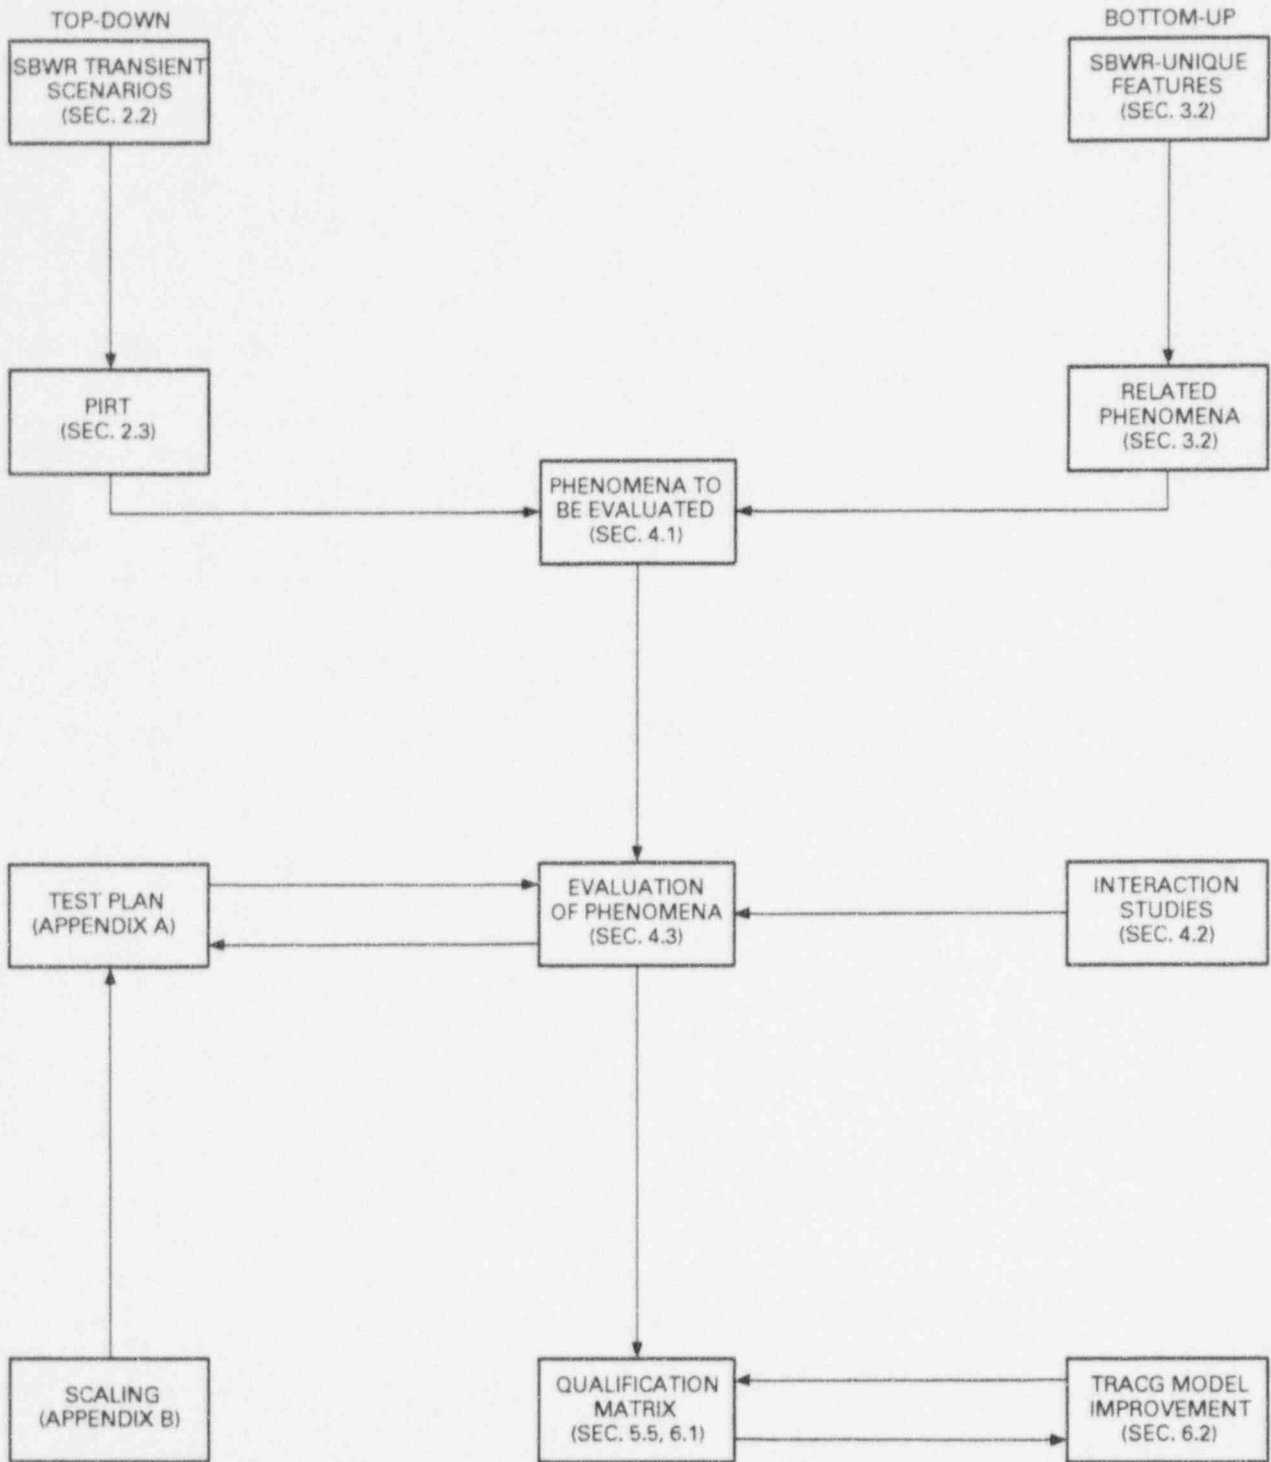 TOP-DOWN
SBWR TRANSIENT
SCENARIOS
(SEC. 2.2)
BOTTOM-UP
SBWR-UNIQUE
FEATURES
(SEC. 3.2)
PIRT
(SEC. 2.3)
RELATED
PHENOMENA
(SEC. 3.2)
PHENOMENA TO
BE EVALUATED
(SEC. 4.1)
TEST PLAN
(APPENDIX A)
EVALUATION
OF PHENOMENA
(SEC. 4.3)
INTERACTION
STUDIES
(SEC. 4.2)
SCALING
(APPENDIX B)
QUALIFICATION
MATRIX
(SEC. 5.5, 6.1)
TRACG MODEL
IMPROVEMENT
(SEC. 6.2)